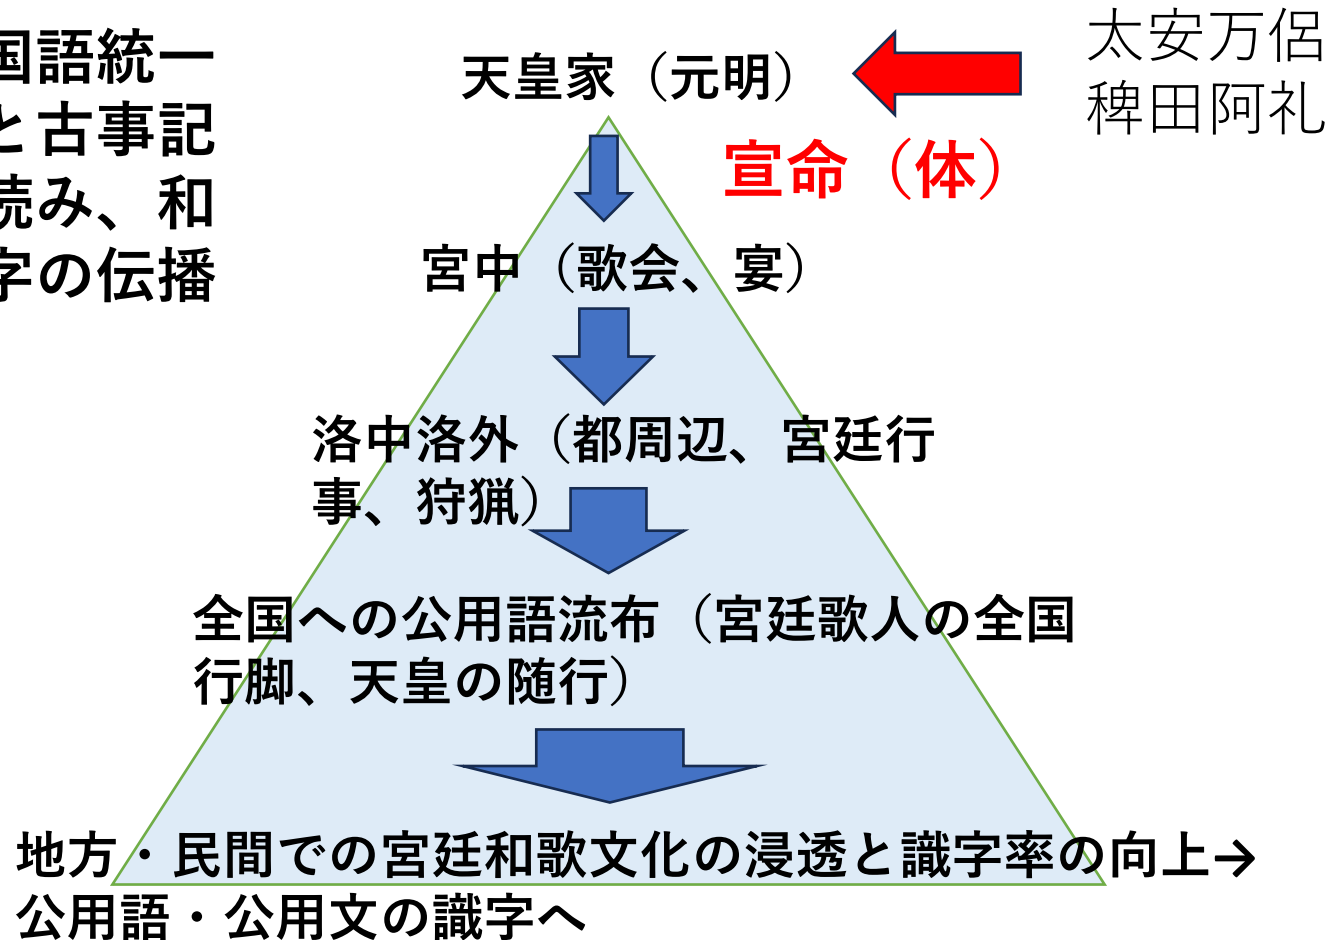 国語統一
と古事記
読み、和
字の伝播
天皇家（元明）
太安万侶
稗田阿礼
宣命（体）
宮中（歌会、宴）
洛中洛外（都周辺、宮廷行
事、狩猟）
全国への公用語流布（宮廷歌人の全国
行脚、天皇の随行）
地方・民間での宮廷和歌文化の浸透と識字率の向上→
公用語・公用文の識字へ